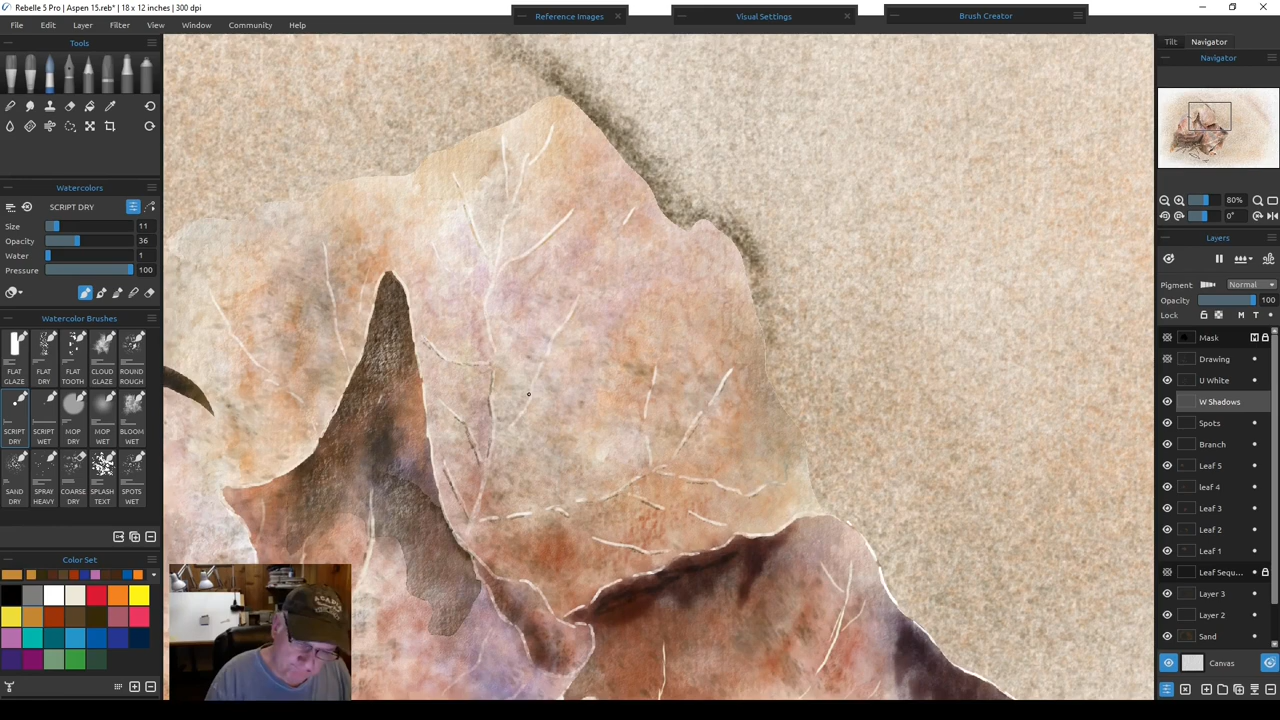 Rebelle 5 Pro | Aspen 15.reb* | 18 x 12 inches | 300 dpi
File Edit Layer Filter View Window Community Help
Reference Images
Visual Settings
Brush Creator
Tools
Watercolors
SCRIPT DRY
Size 11
Opacity 36
Water 1
Pressure 100
Watercolor Brushes
FLAT GLAZE
FLAT DRY
FLAT TOOTH
CLOUD GLAZE
ROUND ROUGH
SCRIPT DRY
SCRIPT WET
MOP DRY
MOP WET
BLOOM WET
SAND DRY
SPRAY HEAVY
COARSE DRY
SPLASH TEXT
SPOTS WET
Color Set
Tilt Navigator
Navigator
80%
0°
Layers
Pigment Normal
Opacity 100
Lock M T
Mask
Drawing
U White
W Shadows
Spots
Branch
Leaf 5
leaf 4
Leaf 3
Leaf 2
Leaf 1
Leaf Sequ...
Layer 3
Layer 2
Sand
Canvas